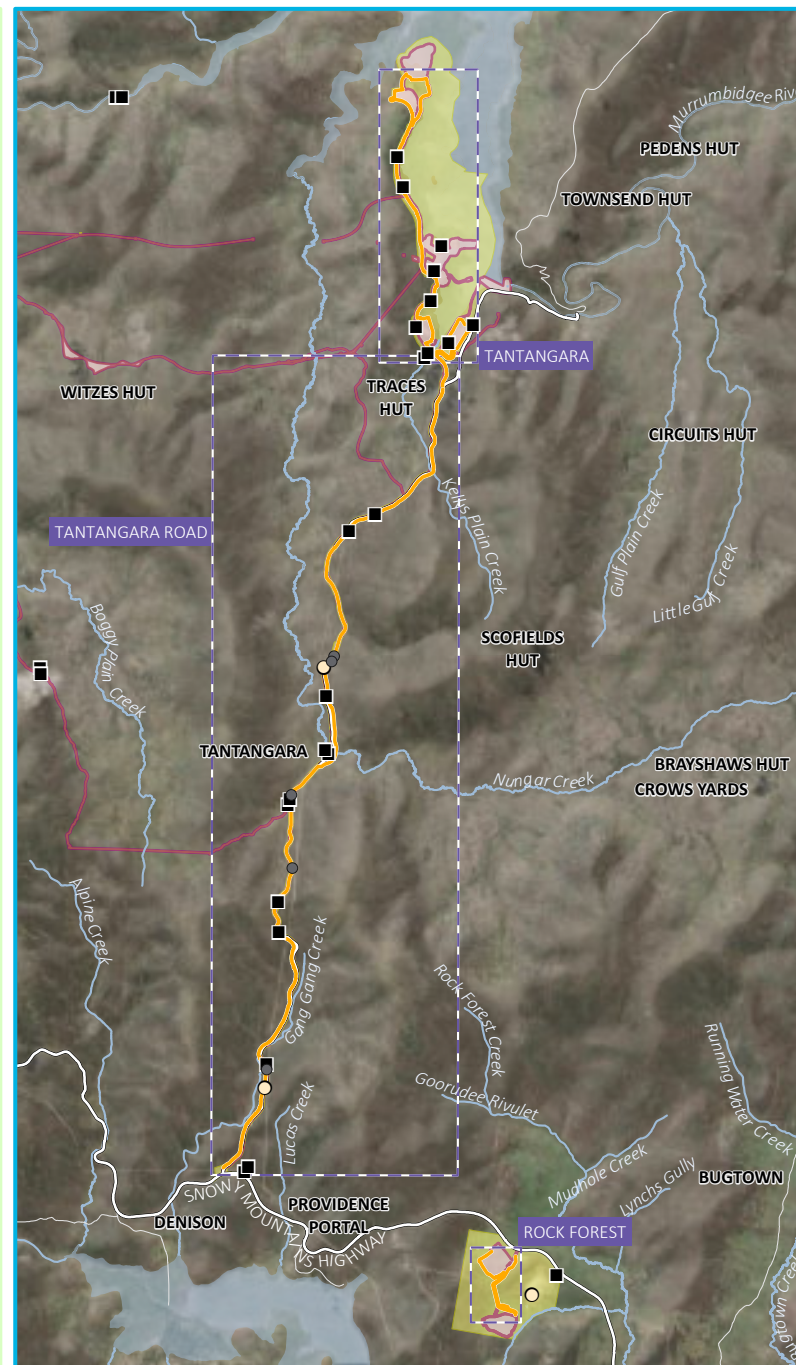 Murrumbidgee Rive
PEDENS HUT
TOWNSEND HUT
TANTANGARA
TRACES
HUT
WITZES HUT
CIRCUITS HUT
Kellys Plain Creek
TANTANGARA ROAD
Gulf Plain Creek
Little Gulf Creek
Boggy Plain Creek
SCOFIELDS
HUT
TANTANGARA
BRAYSHAWS HUT
Nungar Creek
CROWS YARDS
Alpine Creek
Gang Gang Creek
Rock Forest Creek
Running Water Creek
Goorudee Rivulet
Lucas Creek
Mudhole Creek
Lynchs Gully
BUGTOWN
SNOWY MOUNTAINS HIGHWAY
PROVIDENCE
PORTAL
DENISON
ROCK FOREST